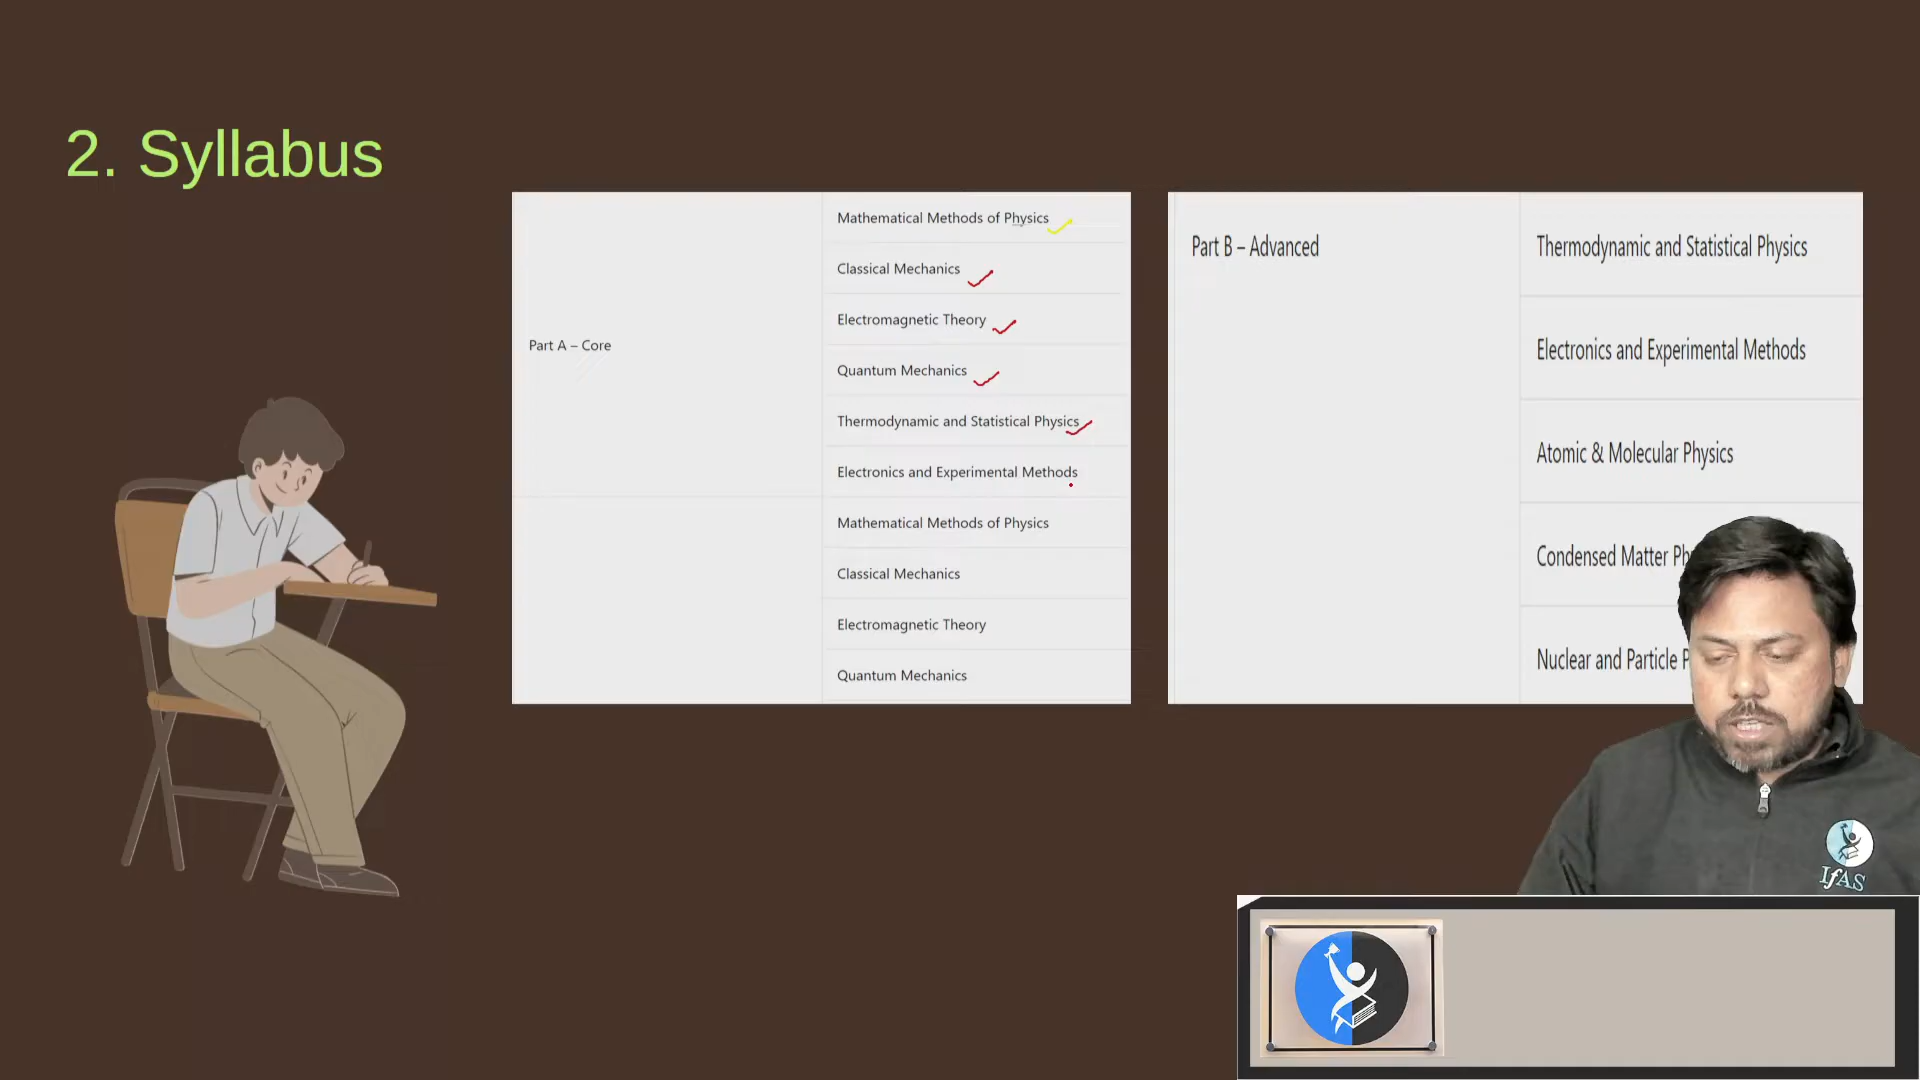 2. Syllabus
Part A – Core
Mathematical Methods of Physics
Classical Mechanics
Electromagnetic Theory
Quantum Mechanics
Thermodynamic and Statistical Physics
Electronics and Experimental Methods
Mathematical Methods of Physics
Classical Mechanics
Electromagnetic Theory
Quantum Mechanics
Part B – Advanced
Thermodynamic and Statistical Physics
Electronics and Experimental Methods
Atomic & Molecular Physics
Condensed Matter
Nuclear and Particle
IfAS